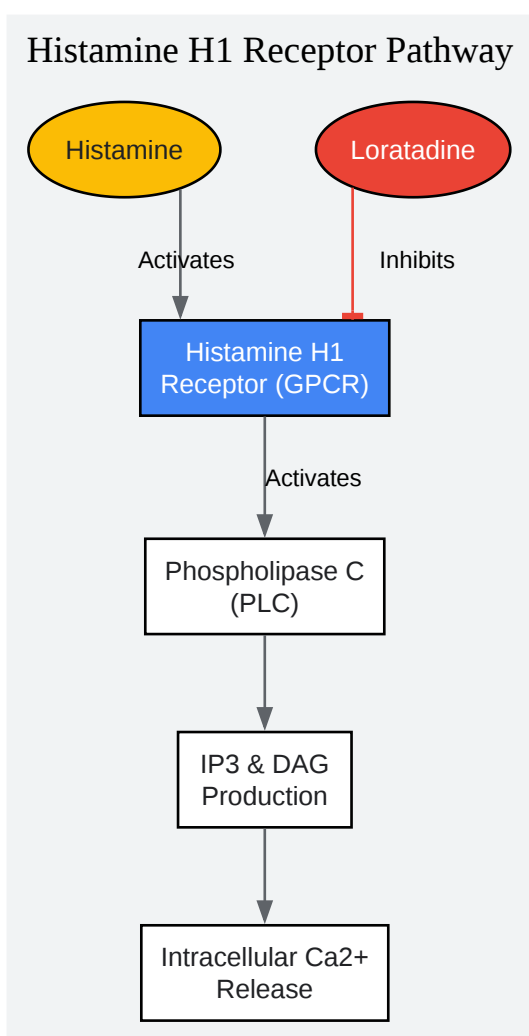 Histamine H1 Receptor Pathway
Histamine
Loratadine
Activates
Inhibits
Histamine H1
Receptor (GPCR)
Activates
Phospholipase C
(PLC)
IP3 & DAG
Production
Intracellular Ca2+
Release